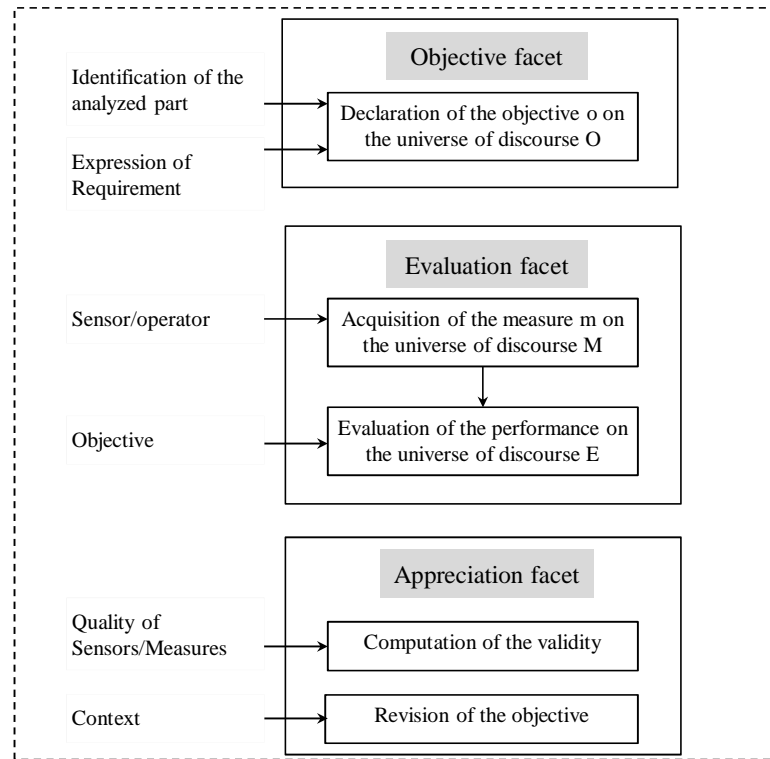 Objective facet
Identification of the
analyzed part
Declaration of the objective o on
the universe of discourse O
Expression of
Requirement
Evaluation facet
Sensor/operator
Acquisition of the measure m on
the universe of discourse M
Objective
Evaluation of the performance on
the universe of discourse E
Appreciation facet
Quality of
Sensors/Measures
Computation of the validity
Context
Revision of the objective